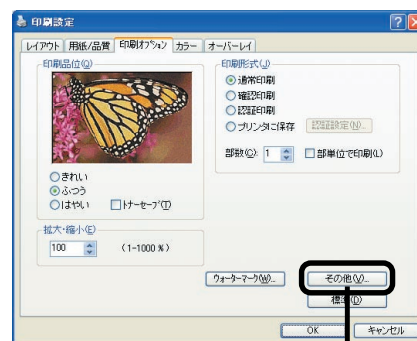 印刷設定
レイアウト 用紙/品質 印刷オプション カラー オーバーレイ
印刷品位(Q)
きれい
ふつう
はやい
トナーセーブ(T)
拡大・縮小(E)
100 (1-1000 %)
印刷形式(J)
通常印刷
確認印刷
認証印刷
プリンタに保存 認証設定(N)...
部数(C): 1 部単位で印刷(L)
ウォーターマーク(W)... その他(V)...
標準(D)
OK キャンセル